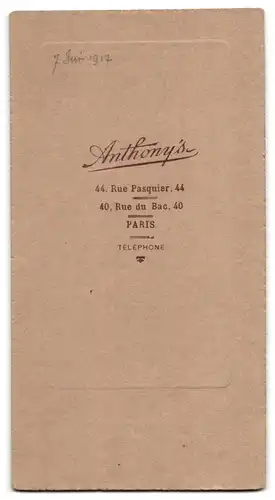 7 Juin 1917
Anthony's
44, Rue Pasquier, 44
40, Rue du Bac, 40
PARIS
TÉLÉPHONE